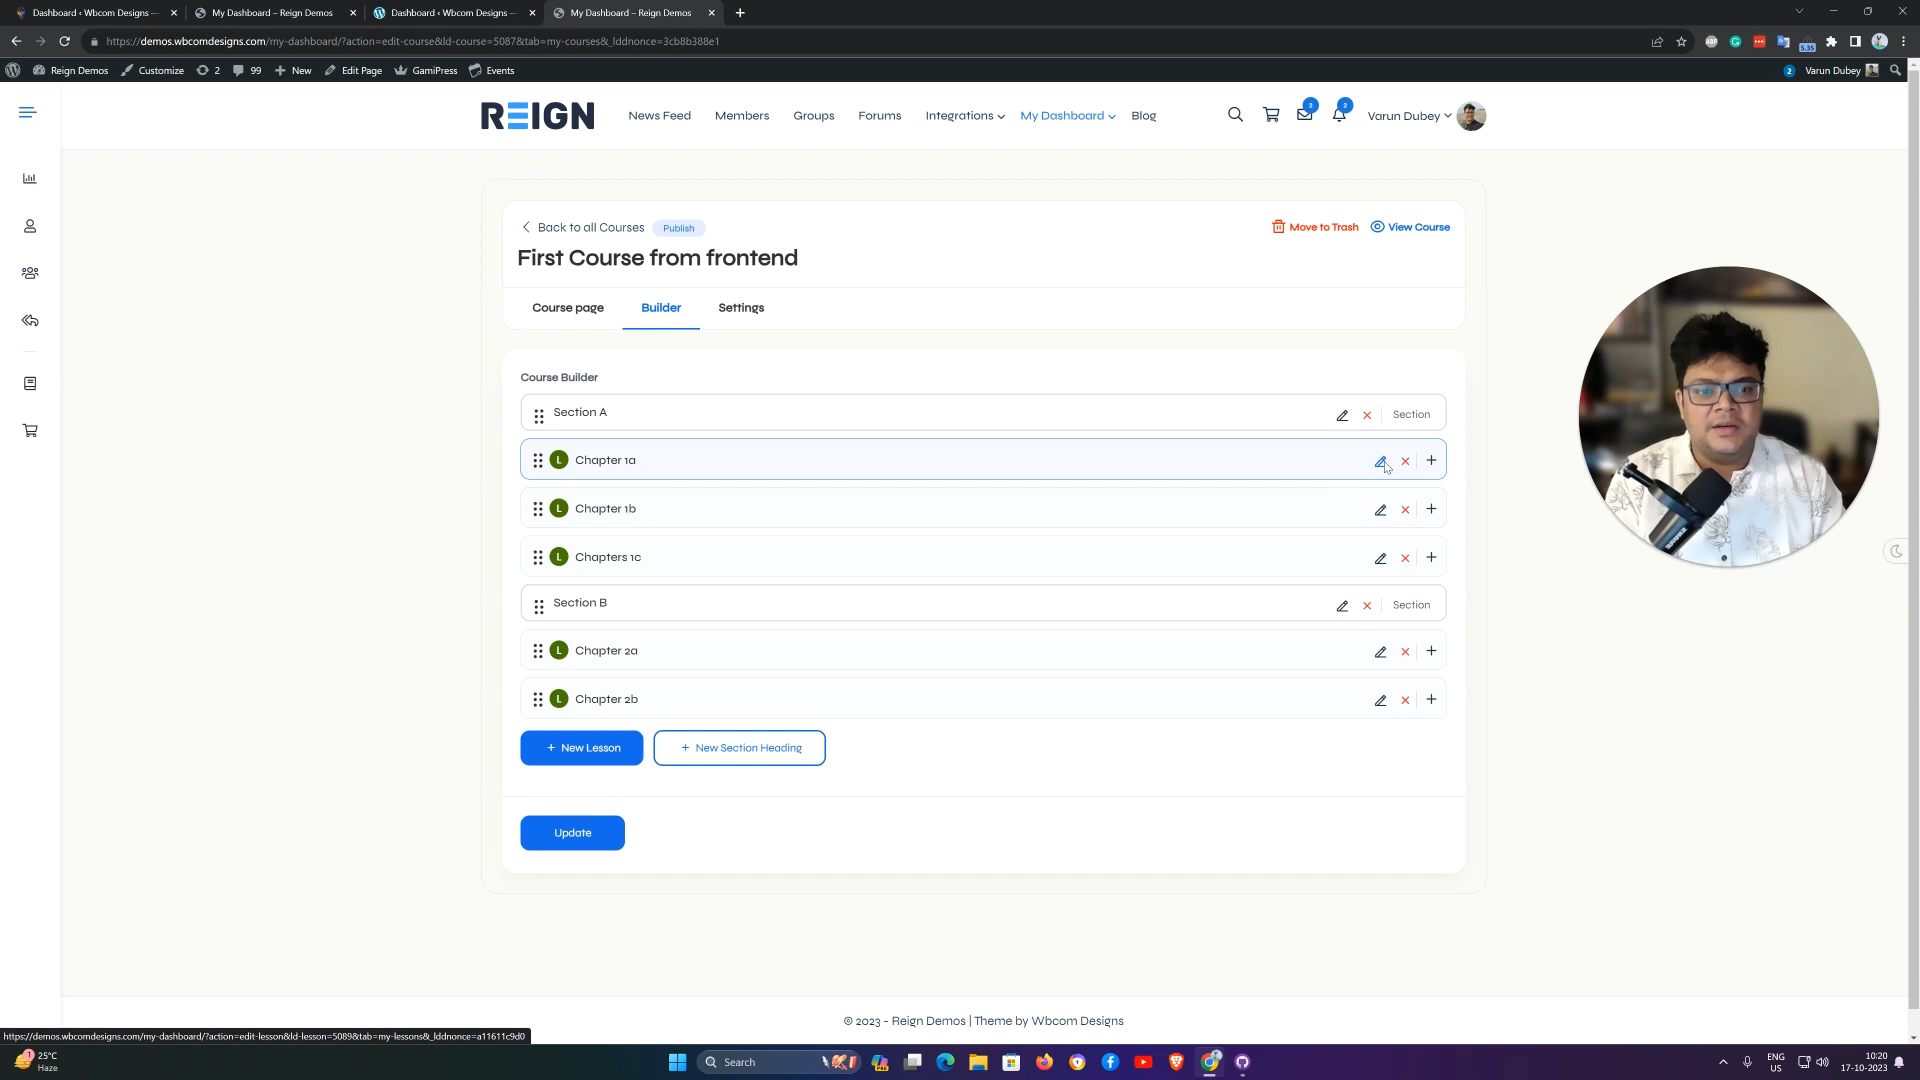 Dashboard ‹ Wbcom Designs —
My Dashboard – Reign Demos
Dashboard ‹ Wbcom Designs —
My Dashboard – Reign Demos
https://demos.wbcomdesigns.com/my-dashboard/?action=edit-course&ld-course=5087&tab=my-courses&_lddnonce=3cb8b388e1
5.35
Reign Demos
Customize
2
99
New
Edit Page
GamiPress
Events
2
Varun Dubey
REIGN
News Feed
Members
Groups
Forums
Integrations
My Dashboard
Blog
2
2
Varun Dubey
Back to all Courses
Publish
Move to Trash
View Course
First Course from frontend
Course page
Builder
Settings
Course Builder
Section A
Section
L
Chapter 1a
L
Chapter 1b
L
Chapters 1c
Section B
Section
L
Chapter 2a
L
Chapter 2b
+ New Lesson
+ New Section Heading
Update
© 2023 - Reign Demos | Theme by Wbcom Designs
https://demos.wbcomdesigns.com/my-dashboard/?action=edit-lesson&ld-lesson=5089&tab=my-lessons&_lddnonce=a11611c9d0
1
25°C
Haze
Search
ENG
US
10:20
17-10-2023